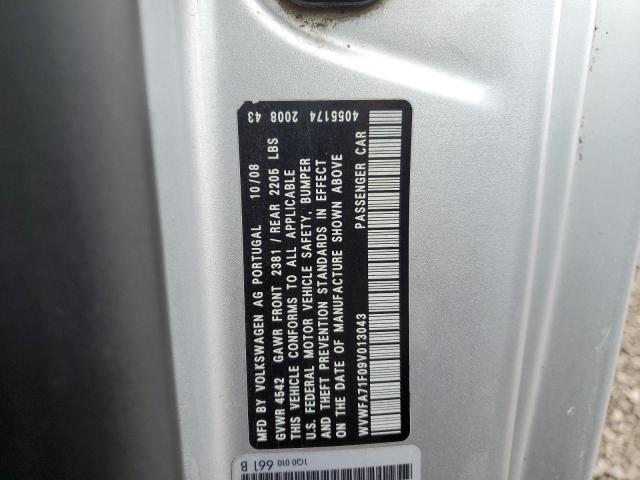 4055174 2008 43
MFD BY VOLKSWAGEN AG PORTUGAL 10/08
GVWR 4542 GAWR FRONT 2381 / REAR 2205 LBS
THIS VEHICLE CONFORMS TO ALL APPLICABLE
U.S. FEDERAL MOTOR VEHICLE SAFETY, BUMPER
AND THEFT PREVENTION STANDARDS IN EFFECT
ON THE DATE OF MANUFACTURE SHOWN ABOVE
WVWFA71F09V013043 PASSENGER CAR
1Q0 010 661 B